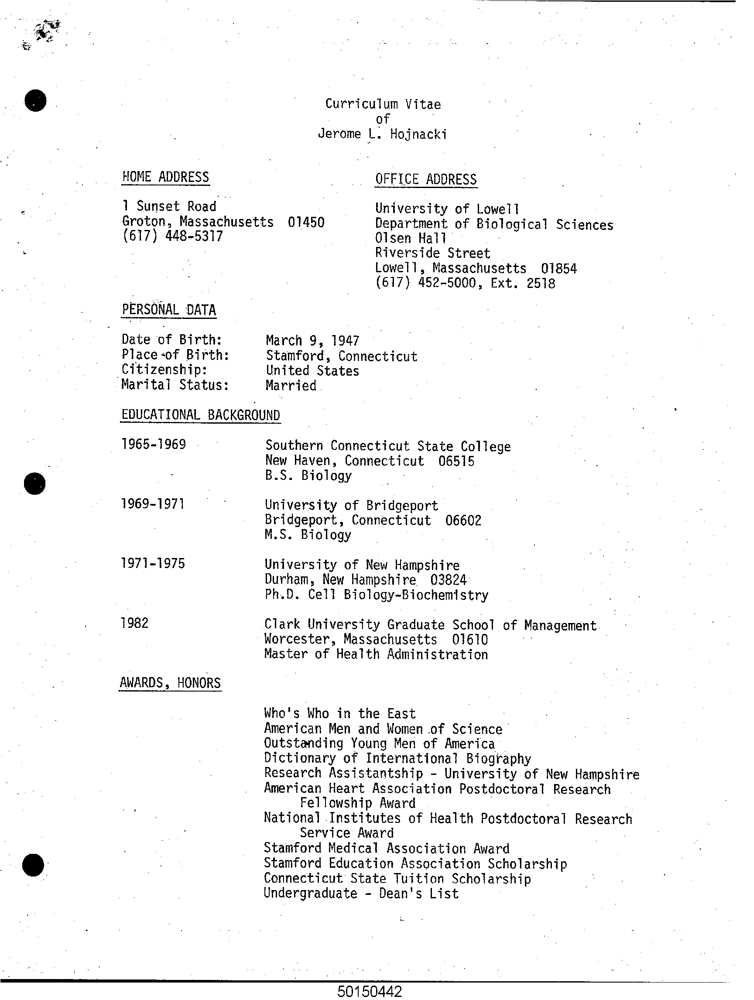 Curriculum Vitae
of
Jerome L. Hojnacki
HOME ADDRESS
1 Sunset Road
Groton, Massachusetts 01450
(617) 448-5317
OFFICE ADDRESS
University of Lowell
Department of Biological Sciences
Olsen Hall
Riverside Street
Lowell, Massachusetts 01854
(617) 452-5000, Ext. 2518
PERSONAL DATA
Date of Birth: March 9, 1947
Place of Birth: Stamford, Connecticut
Citizenship: United States
Marital Status: Married
EDUCATIONAL BACKGROUND
1965-1969 Southern Connecticut State College
New Haven, Connecticut 06515
B.S. Biology
1969-1971 University of Bridgeport
Bridgeport, Connecticut 06602
M.S. Biology
1971-1975 University of New Hampshire
Durham, New Hampshire 03824
Ph.D. Cell Biology-Biochemistry
1982 Clark University Graduate School of Management
Worcester, Massachusetts 01610
Master of Health Administration
AWARDS, HONORS
Who's Who in the East
American Men and Women of Science
Outstanding Young Men of America
Dictionary of International Biography
Research Assistantship - University of New Hampshire
American Heart Association Postdoctoral Research
Fellowship Award
National Institutes of Health Postdoctoral Research
Service Award
Stamford Medical Association Award
Stamford Education Association Scholarship
Connecticut State Tuition Scholarship
Undergraduate - Dean's List
50150442